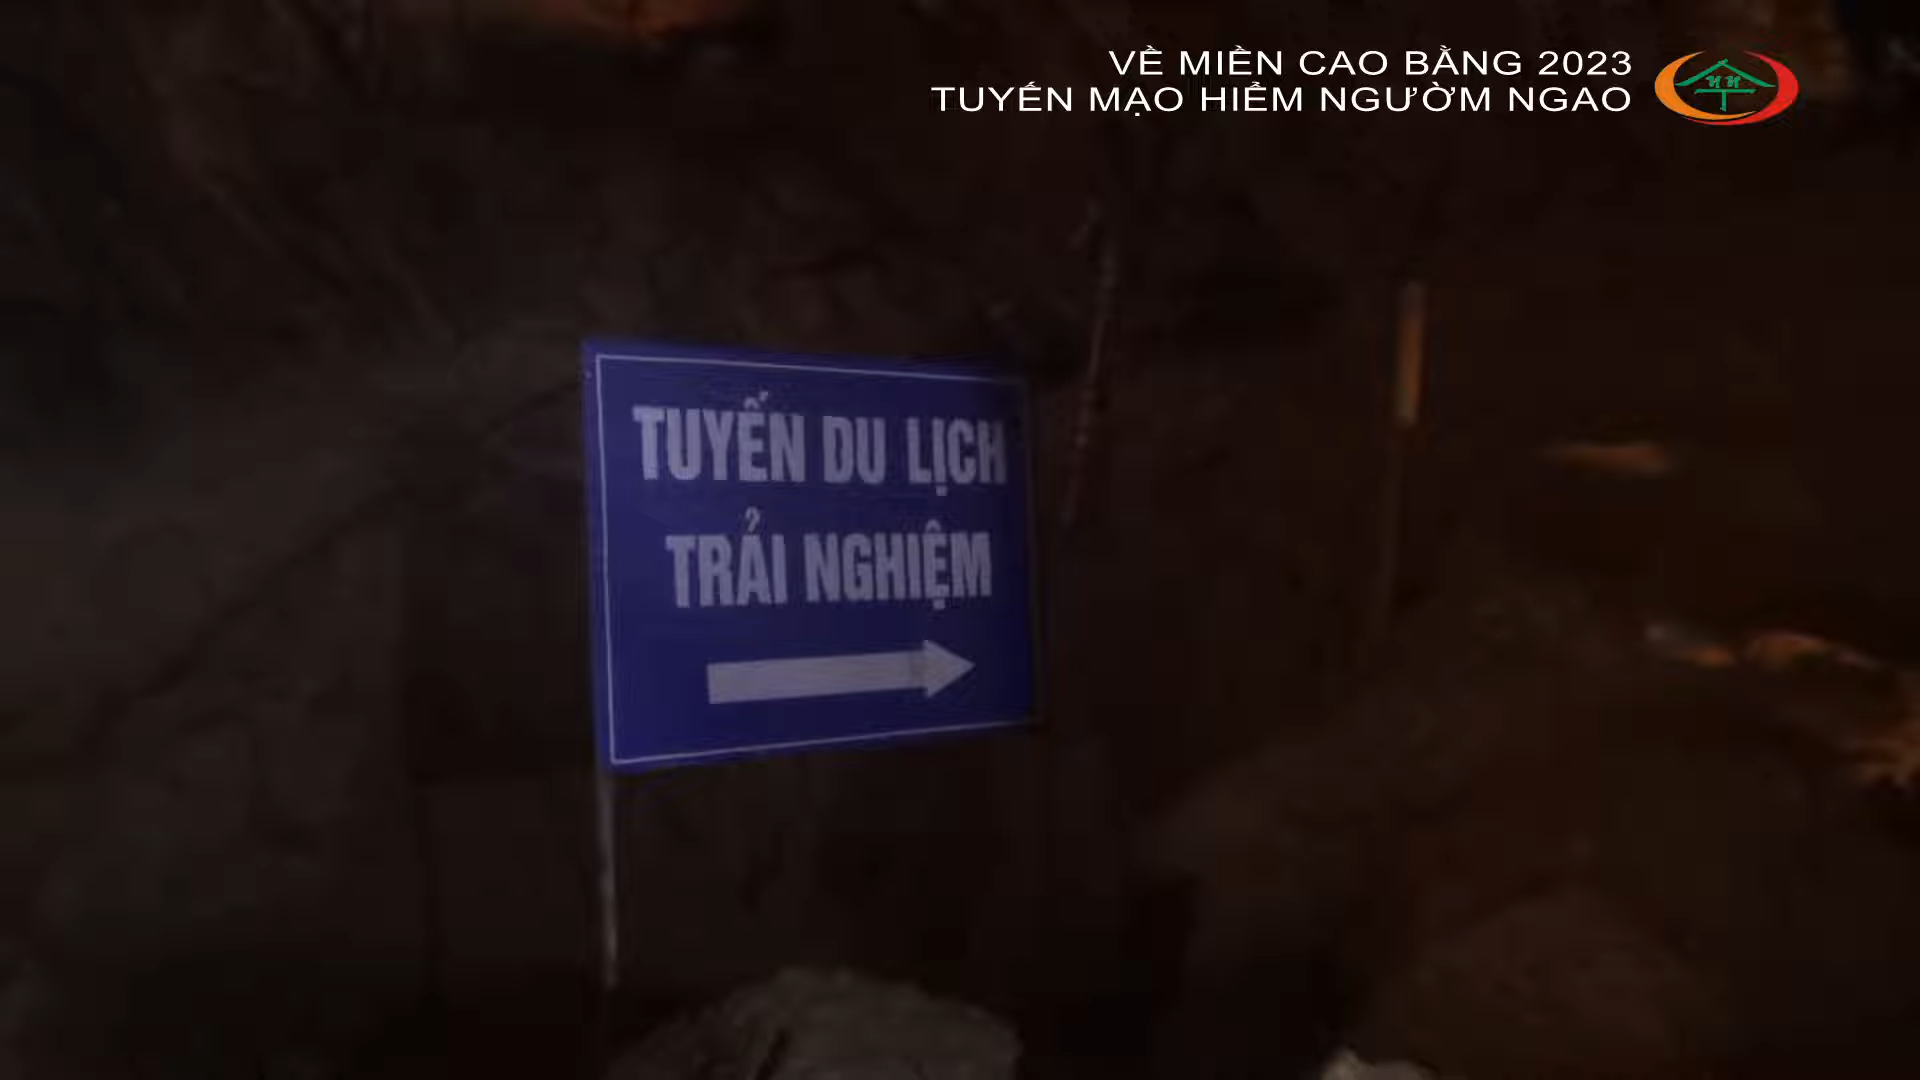 VỀ MIỀN CAO BẰNG 2023
TUYẾN MẠO HIỂM NGƯỜM NGAO
TUYẾN DU LỊCH
TRẢI NGHIỆM